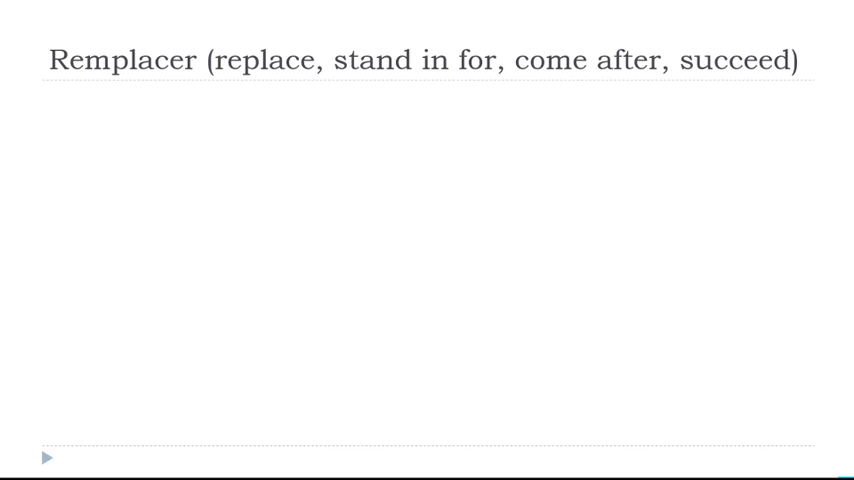 Remplacer (replace, stand in for, come after, succeed)